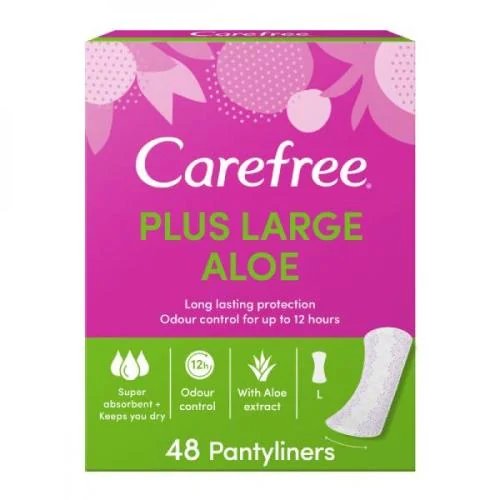 Carefree®
PLUS LARGE
ALOE
Long lasting protection
Odour control for up to 12 hours
12h
Super
absorbent +
Keeps you dry
Odour
control
With Aloe
extract
L
48 Pantyliners